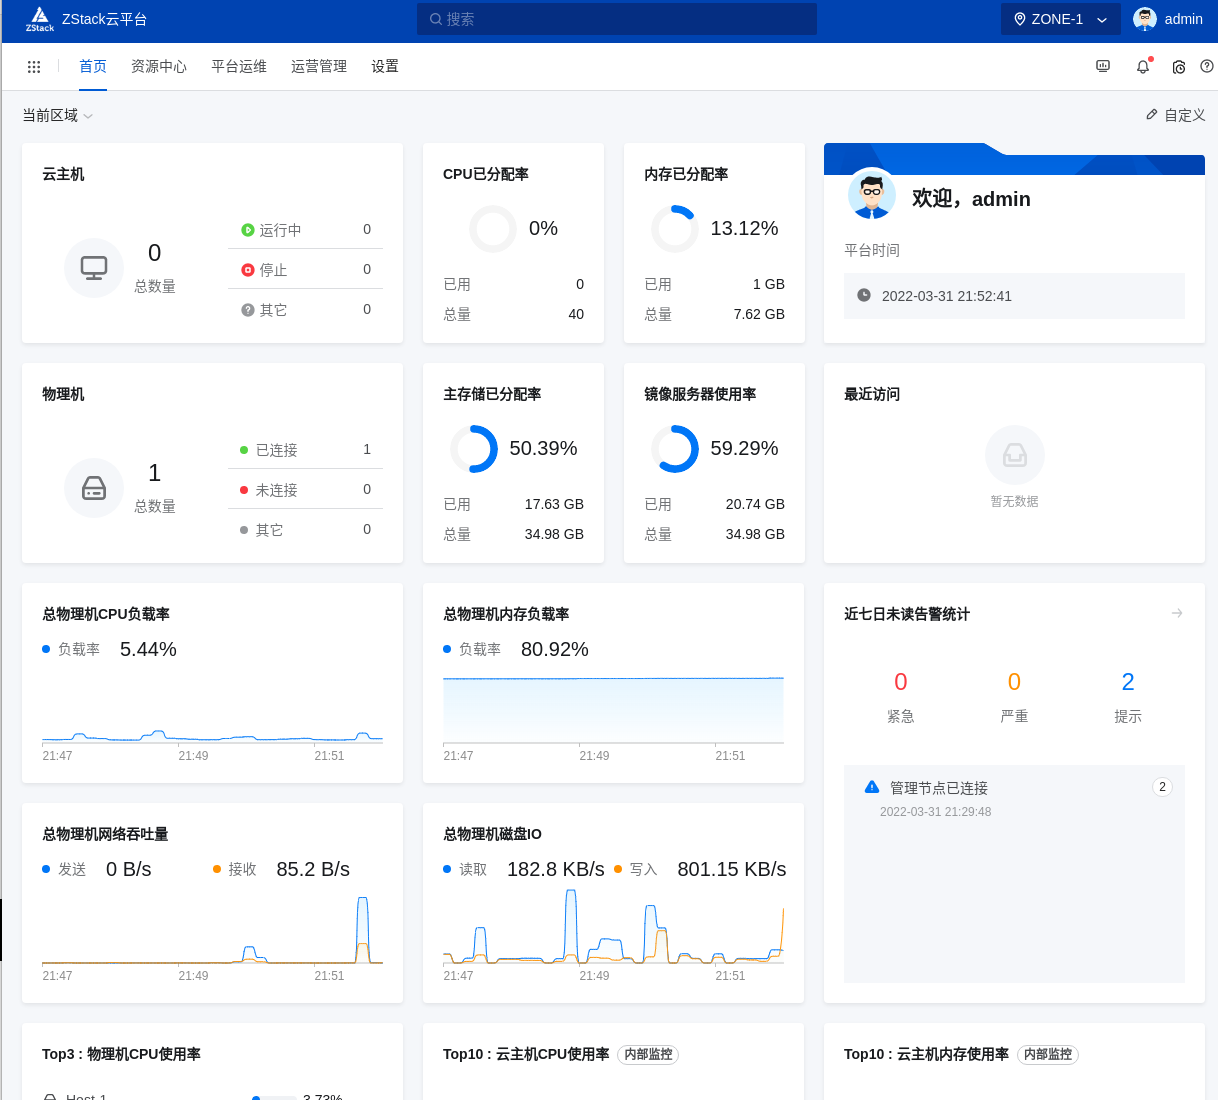 ZStack ZStack云平台 搜索 ZONE-1 admin
首页 资源中心 平台运维 运营管理 设置
当前区域 自定义
云主机
0
总数量
运行中 0
停止 0
其它 0
CPU已分配率
0%
已用 0
总量 40
内存已分配率
13.12%
已用 1 GB
总量 7.62 GB
欢迎，admin
平台时间
2022-03-31 21:52:41
物理机
1
总数量
已连接 1
未连接 0
其它 0
主存储已分配率
50.39%
已用 17.63 GB
总量 34.98 GB
镜像服务器使用率
59.29%
已用 20.74 GB
总量 34.98 GB
最近访问
暂无数据
总物理机CPU负载率
负载率 5.44%
21:47 21:49 21:51
总物理机内存负载率
负载率 80.92%
21:47 21:49 21:51
近七日未读告警统计
0 0 2
紧急 严重 提示
管理节点已连接 2
2022-03-31 21:29:48
总物理机网络吞吐量
发送 0 B/s 接收 85.2 B/s
21:47 21:49 21:51
总物理机磁盘IO
读取 182.8 KB/s 写入 801.15 KB/s
21:47 21:49 21:51
Top3 : 物理机CPU使用率
Host-1 3.73%
Top10 : 云主机CPU使用率 内部监控
Top10 : 云主机内存使用率 内部监控